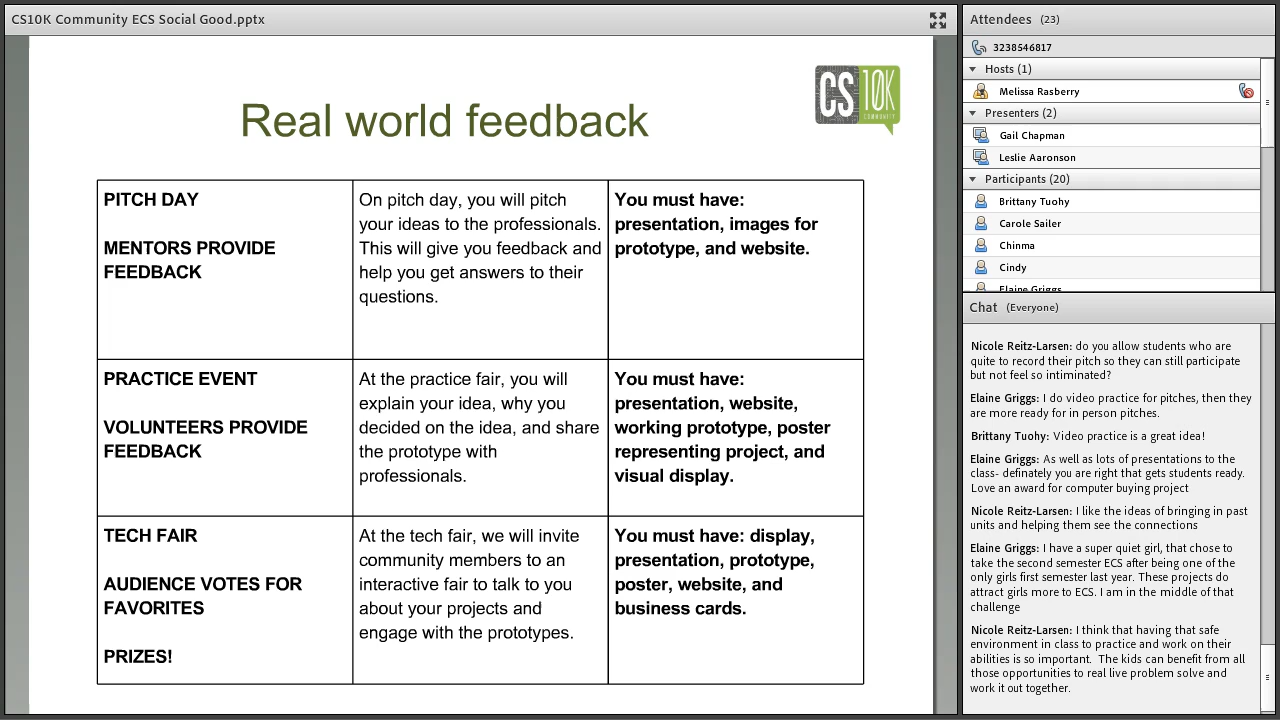 CS10K Community ECS Social Good.pptx
CS 10K
COMMUNITY
Real world feedback
PITCH DAY
MENTORS PROVIDE
FEEDBACK
On pitch day, you will pitch
your ideas to the professionals.
This will give you feedback and
help you get answers to their
questions.
You must have:
presentation, images for
prototype, and website.
PRACTICE EVENT
VOLUNTEERS PROVIDE
FEEDBACK
At the practice fair, you will
explain your idea, why you
decided on the idea, and share
the prototype with
professionals.
You must have:
presentation, website,
working prototype, poster
representing project, and
visual display.
TECH FAIR
AUDIENCE VOTES FOR
FAVORITES
PRIZES!
At the tech fair, we will invite
community members to an
interactive fair to talk to you
about your projects and
engage with the prototypes.
You must have: display,
presentation, prototype,
poster, website, and
business cards.
Attendees (23)
3238546817
Hosts (1)
Melissa Rasberry
Presenters (2)
Gail Chapman
Leslie Aaronson
Participants (20)
Brittany Tuohy
Carole Sailer
Chinma
Cindy
Elaine Griggs
Chat (Everyone)
Nicole Reitz-Larsen: do you allow students who are
quite to record their pitch so they can still participate
but not feel so intiminated?
Elaine Griggs: I do video practice for pitches, then they
are more ready for in person pitches.
Brittany Tuohy: Video practice is a great idea!
Elaine Griggs: As well as lots of presentations to the
class- definately you are right that gets students ready.
Love an award for computer buying project
Nicole Reitz-Larsen: I like the ideas of bringing in past
units and helping them see the connections
Elaine Griggs: I have a super quiet girl, that chose to
take the second semester ECS after being one of the
only girls first semester last year. These projects do
attract girls more to ECS. I am in the middle of that
challenge
Nicole Reitz-Larsen: I think that having that safe
environment in class to practice and work on their
abilities is so important.  The kids can benefit from all
those opportunities to real live problem solve and
work it out together.